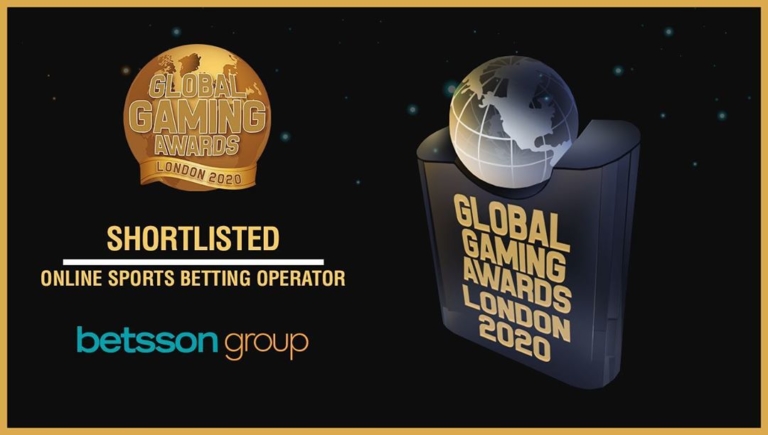 GLOBAL
GAMING
AWARDS
LONDON 2020
SHORTLISTED
ONLINE SPORTS BETTING OPERATOR
betsson group
GLOBAL
GAMING
AWARDS
LONDON
2020